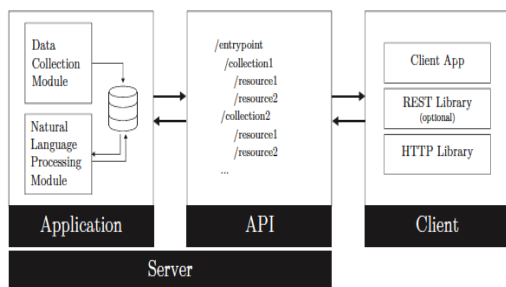 Data
Collection
Module
Natural
Language
Processing
Module
Application
/entrypoint
/collection1
/resource1
/resource2
/collection2
/resource1
/resource2
...
API
Client App
REST Library
(optional)
HTTP Library
Client
Server